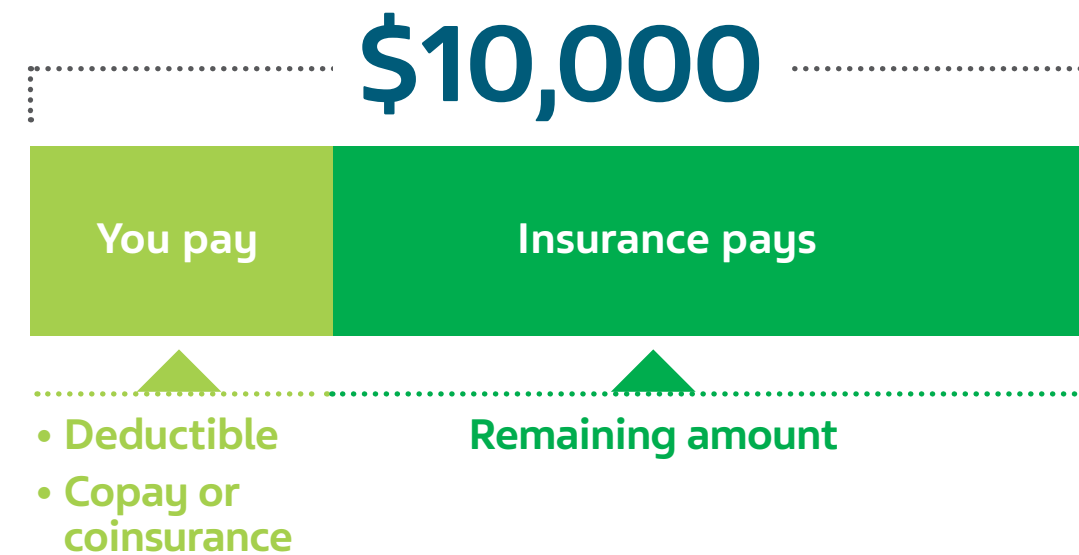 $10,000
You pay
Insurance pays
• Deductible
• Copay or
coinsurance
Remaining amount